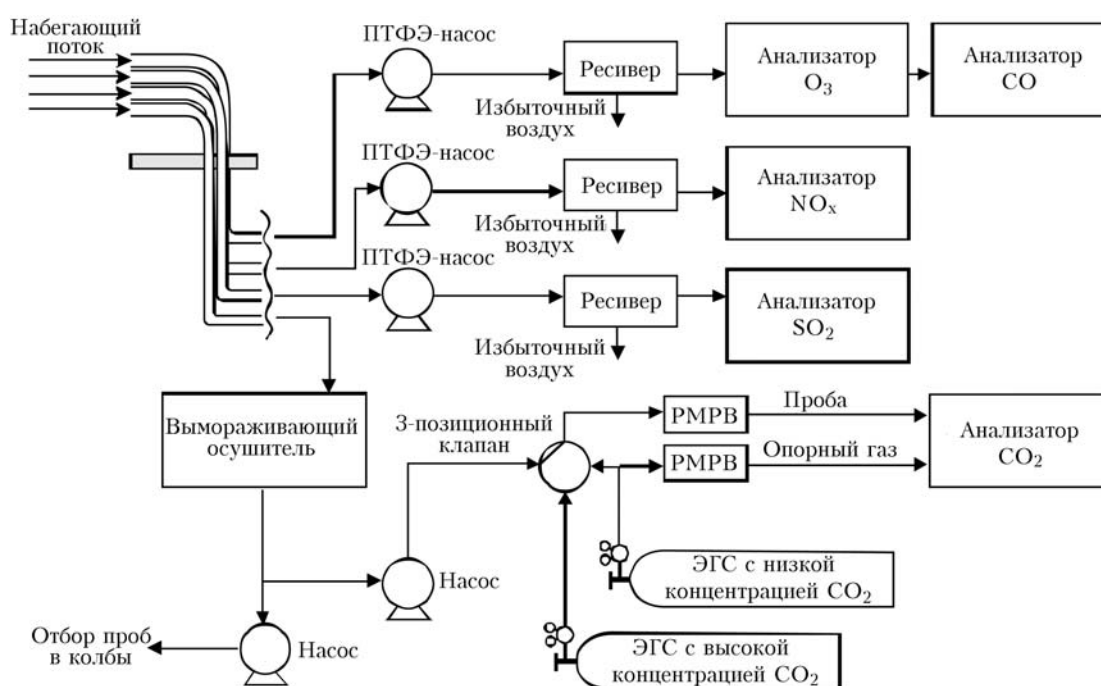 Набегающий
поток
ПТФЭ-насос
Ресивер
Избыточный
воздух
Анализатор
O₃
Анализатор
CO
ПТФЭ-насос
Ресивер
Избыточный
воздух
Анализатор
NOₓ
ПТФЭ-насос
Ресивер
Избыточный
воздух
Анализатор
SO₂
Вымораживающий
осушитель
3-позиционный
клапан
РМРВ
Проба
РМРВ
Опорный газ
Анализатор
CO₂
Насос
ЭГС с низкой
концентрацией CO₂
Отбор проб
в колбы
Насос
ЭГС с высокой
концентрацией CO₂